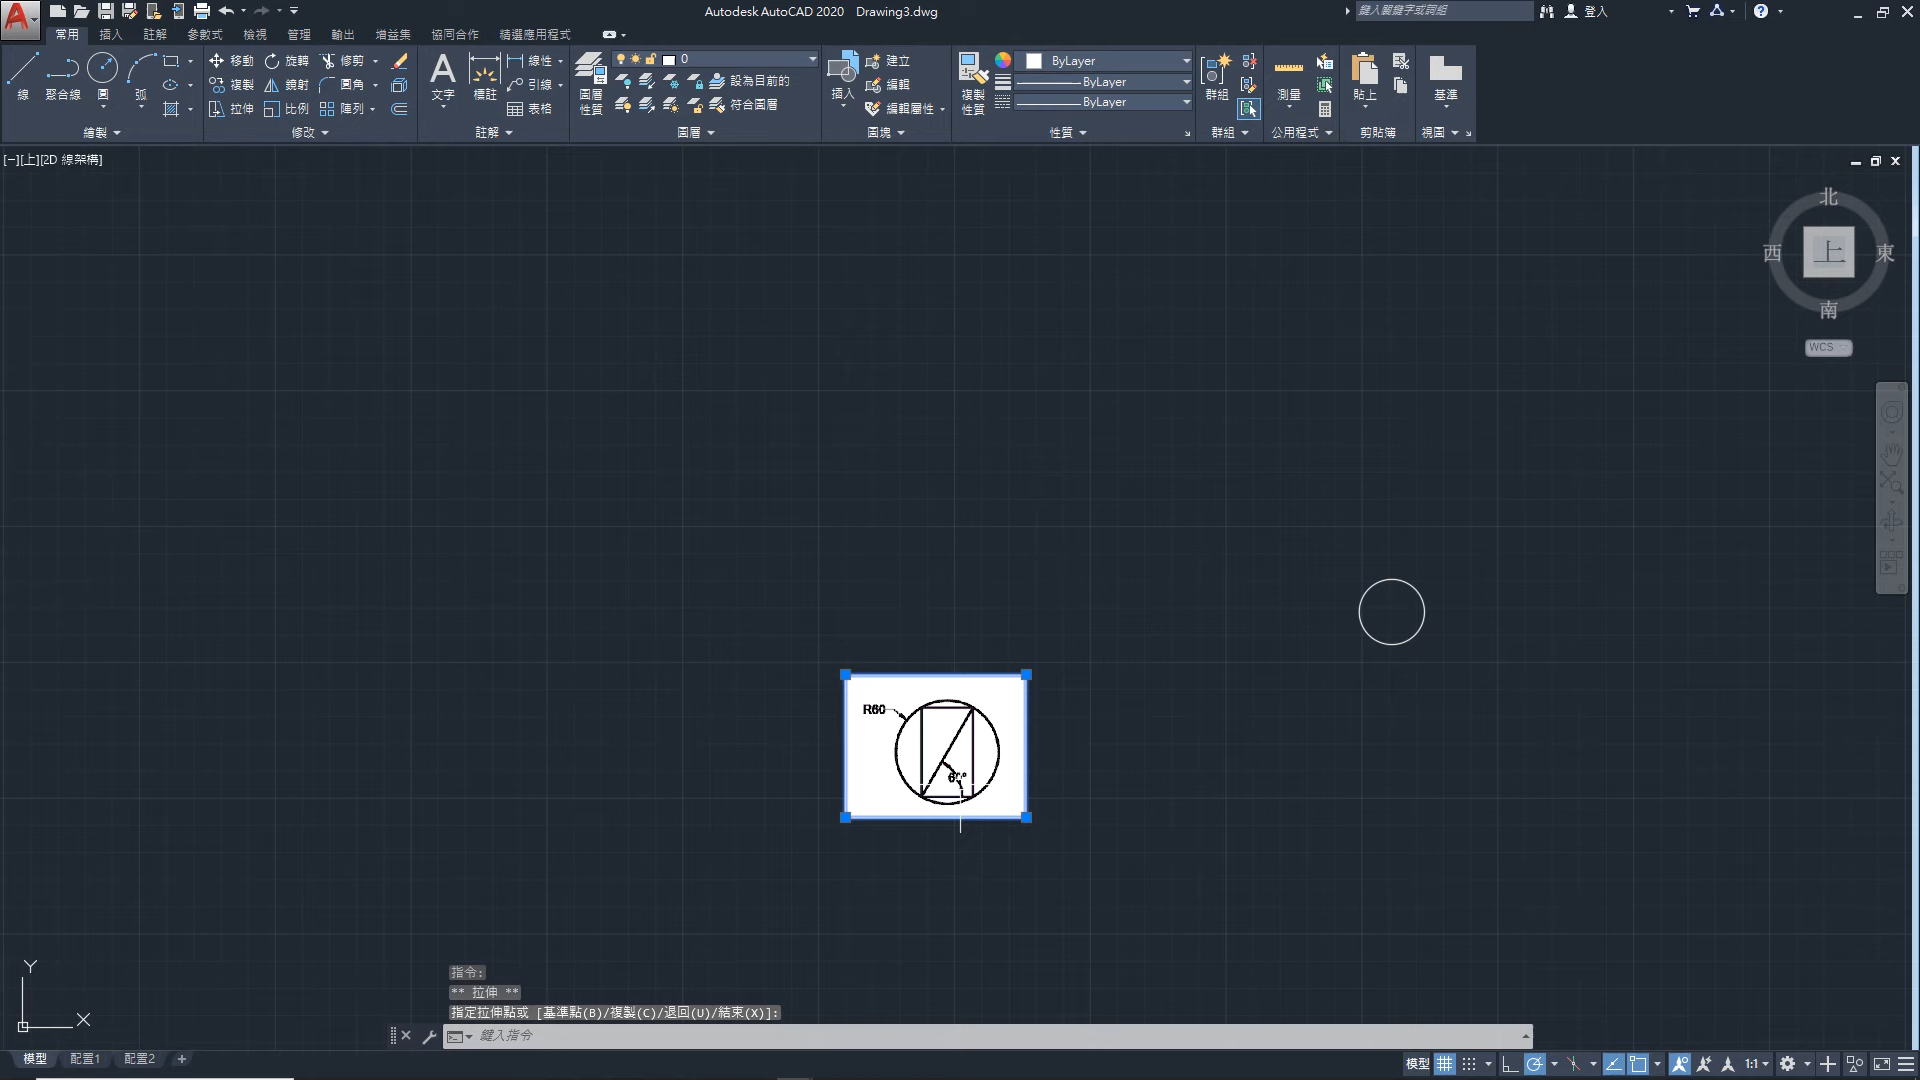 Autodesk AutoCAD 2020 Drawing3.dwg
鍵入關鍵字或詞組
登入
常用 插入 註解 參數式 檢視 管理 輸出 增益集 協同合作 精選應用程式
線 聚合線 圓 弧
移動 旋轉 修剪
複製 鏡射 圓角
拉伸 比例 陣列
文字 標註
線性
引線
表格
圖層
性質
0
設為目前的
符合圖層
插入
建立
編輯
編輯屬性
複製
性質
ByLayer
ByLayer
ByLayer
群組
測量
貼上
基準
繪製 修改 註解 圖層 圖塊 性質 群組 公用程式 剪貼簿 視圖
[−][上][2D 線架構]
北
西 上 東
南
WCS
R60
Y
X
指令:
** 拉伸 **
指定拉伸點或 [基準點(B)/複製(C)/退回(U)/結束(X)]:
鍵入指令
模型 配置1 配置2 +
模型
1:1